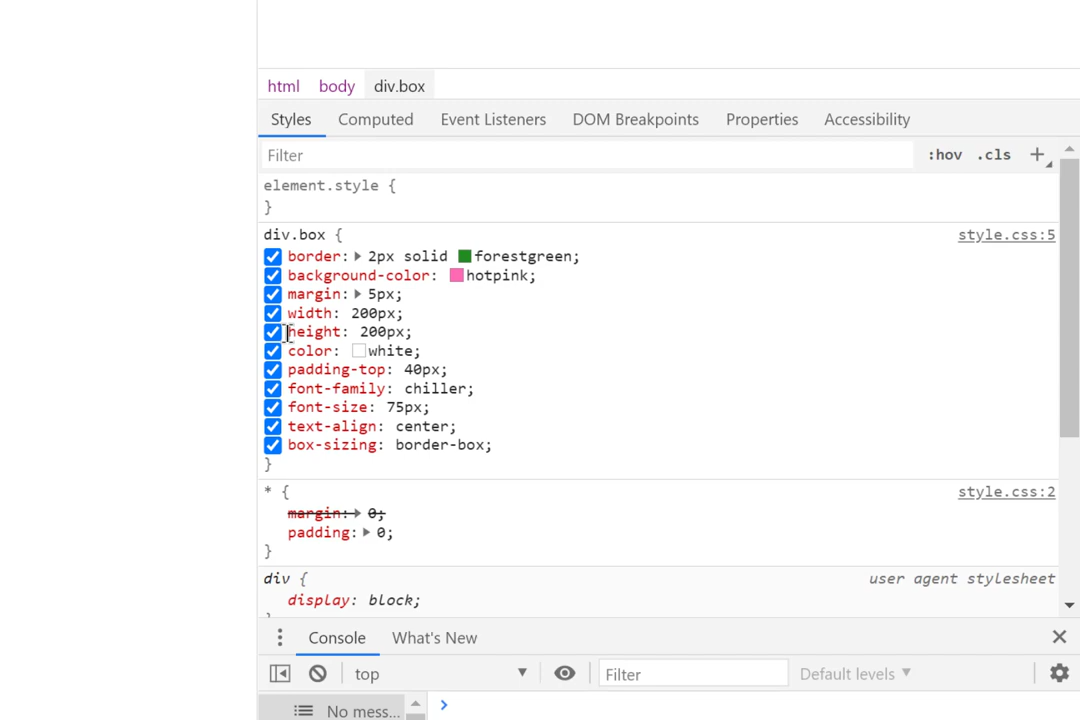 html body div.box
Styles Computed Event Listeners DOM Breakpoints Properties Accessibility
Filter :hov .cls +
element.style {
}
div.box { style.css:5
border: 2px solid forestgreen;
background-color: hotpink;
margin: 5px;
width: 200px;
height: 200px;
color: white;
padding-top: 40px;
font-family: chiller;
font-size: 75px;
text-align: center;
box-sizing: border-box;
}
* { style.css:2
margin: 0;
padding: 0;
}
div { user agent stylesheet
display: block;
Console What's New
top Filter Default levels
No mess...